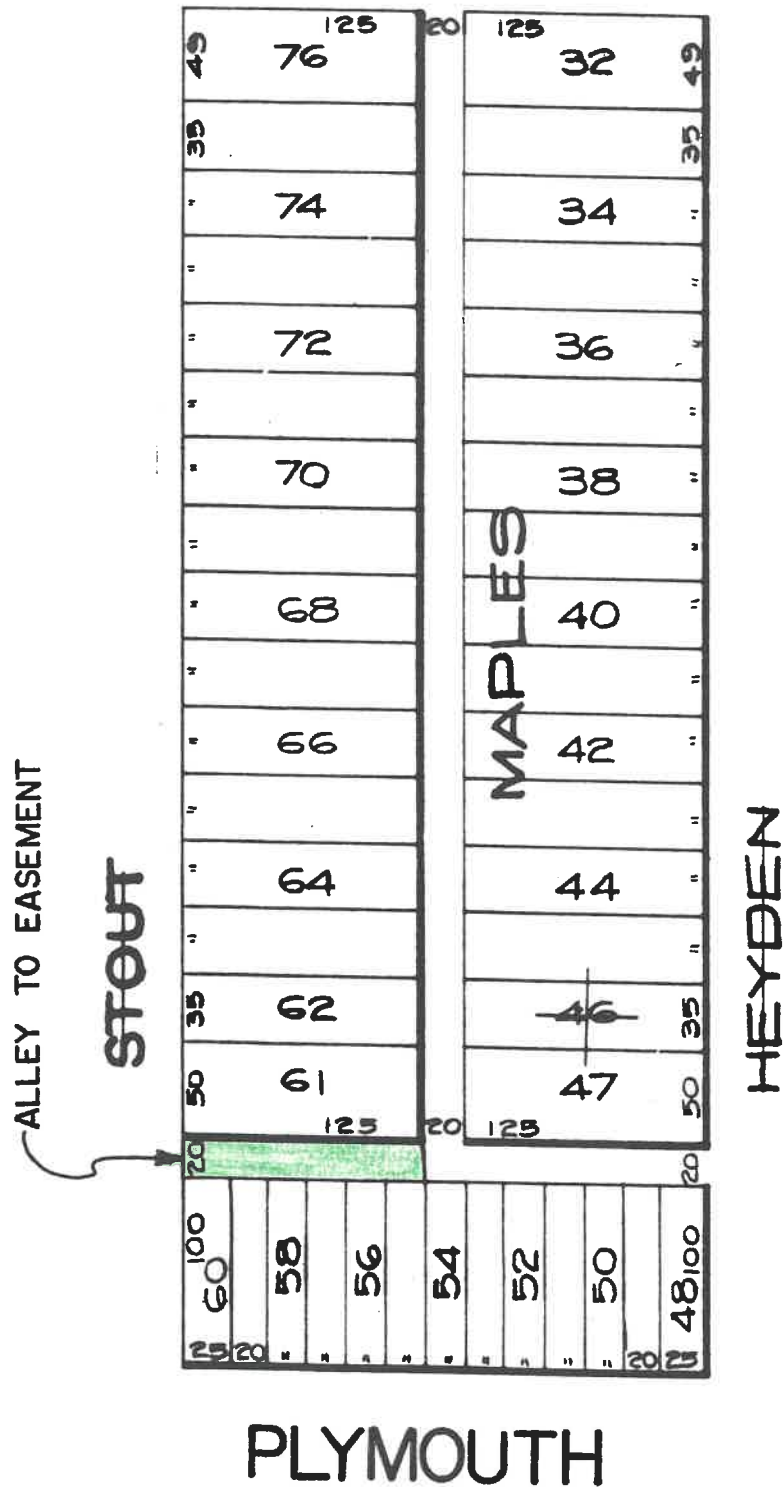 125 20 125
49 76 32 49
35 35
" 74 34 "
" "
" 72 36 "
" "
" 70 38 "
" "
" 68 40 "
" "
" 66 42 "
" "
" 64 44 "
" "
35 62 46 35
50 61 47 50
125 20 125
20 20
100 60 58 56 54 52 50 48 100
25 20 " " " " " " " " " 20 25
ALLEY TO EASEMENT
STOUT
MAPLES
HEYDEN
PLYMOUTH